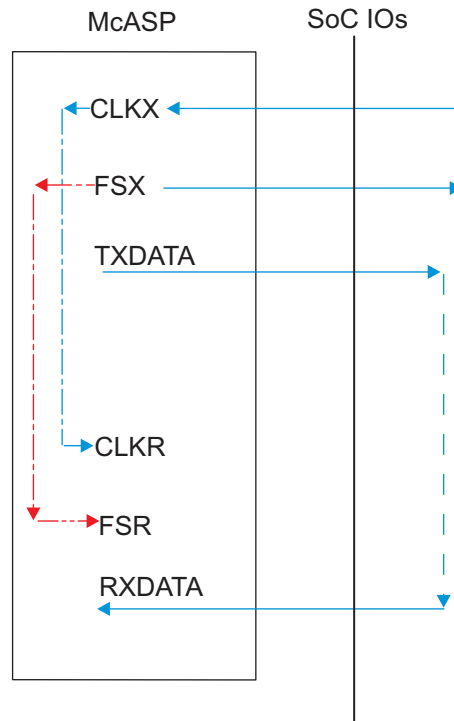 McASP
SoC IOs
CLKX
FSX
TXDATA
CLKR
FSR
RXDATA